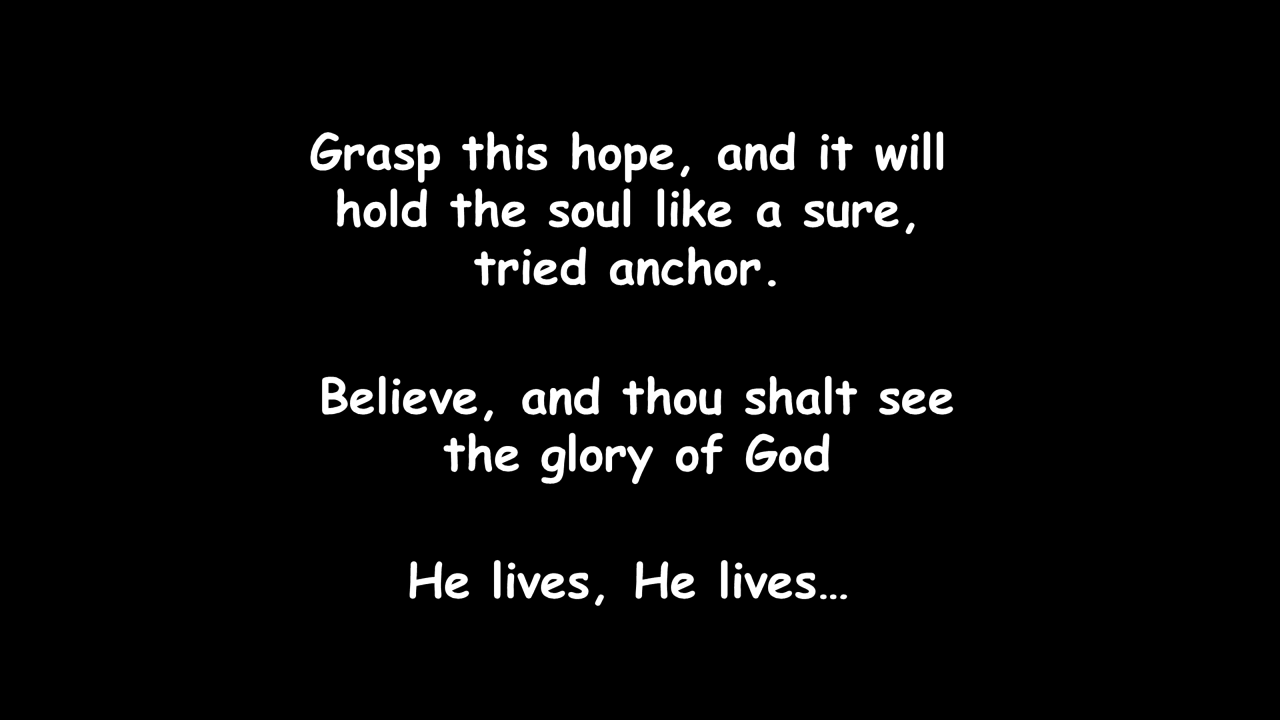 Grasp this hope, and it will
hold the soul like a sure,
tried anchor.
Believe, and thou shalt see
the glory of God
He lives, He lives…